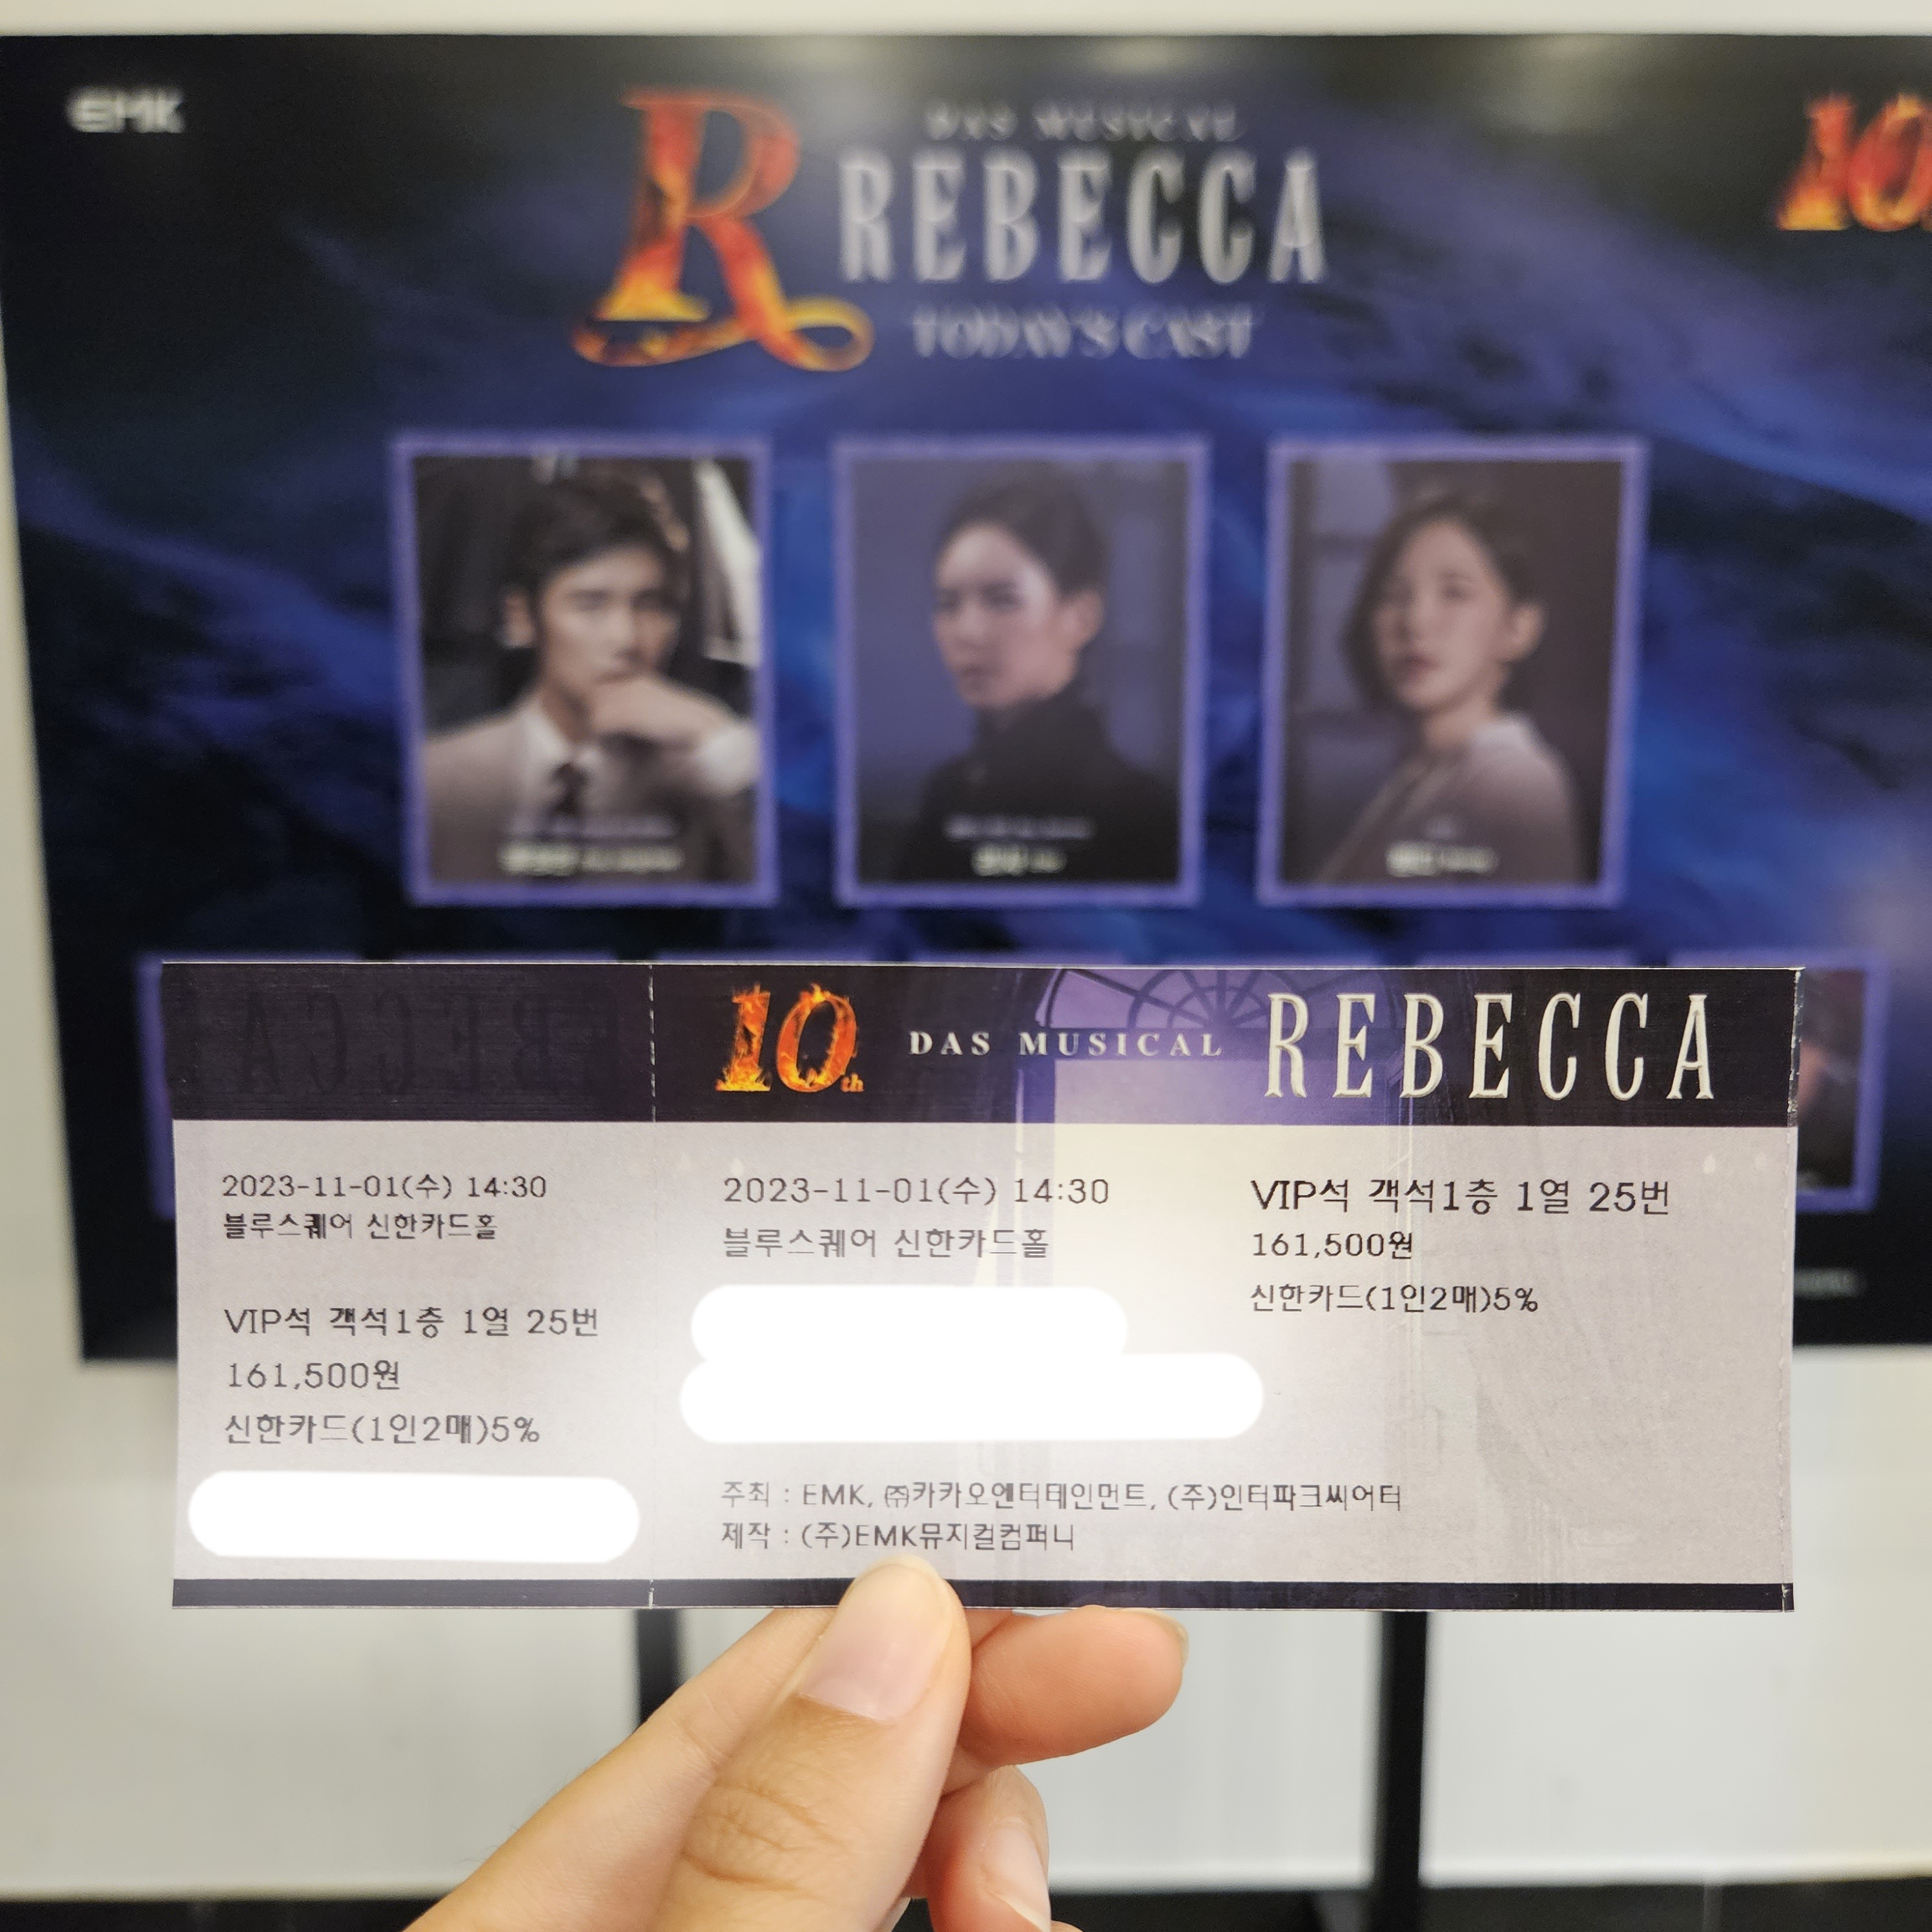 EMK
R
DAS MUSICAL
REBECCA
TODAY'S CAST
10
REBECCA
10th
DAS MUSICAL REBECCA
2023-11-01(수) 14:30
블루스퀘어 신한카드홀
VIP석 객석1층 1열 25번
161,500원
신한카드(1인2매)5%
2023-11-01(수) 14:30
블루스퀘어 신한카드홀
VIP석 객석1층 1열 25번
161,500원
신한카드(1인2매)5%
주최 : EMK, ㈜카카오엔터테인먼트, (주)인터파크씨어터
제작 : (주)EMK뮤지컬컴퍼니